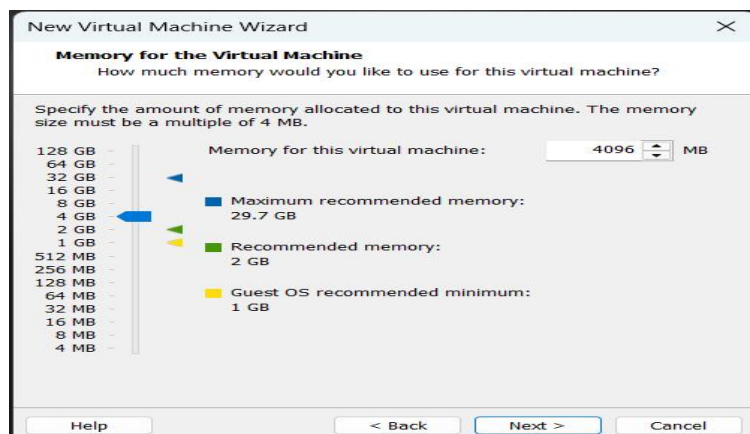 New Virtual Machine Wizard
Memory for the Virtual Machine
How much memory would you like to use for this virtual machine?
Specify the amount of memory allocated to this virtual machine. The memory
size must be a multiple of 4 MB.
Memory for this virtual machine: 4096 MB
128 GB
64 GB
32 GB
16 GB
8 GB
4 GB
2 GB
1 GB
512 MB
256 MB
128 MB
64 MB
32 MB
16 MB
8 MB
4 MB
Maximum recommended memory:
29.7 GB
Recommended memory:
2 GB
Guest OS recommended minimum:
1 GB
Help < Back Next > Cancel